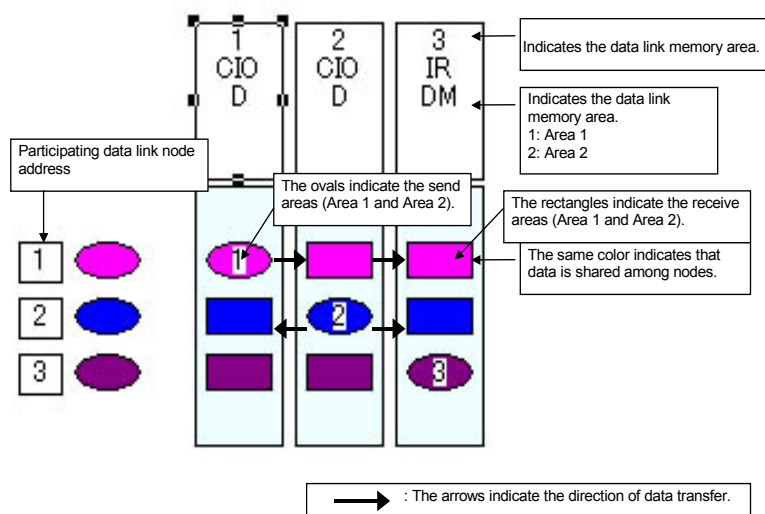 1
CIO
D
2
CIO
D
3
IR
DM
Indicates the data link memory area.
Indicates the data link
memory area.
1: Area 1
2: Area 2
Participating data link node
address
The ovals indicate the send
areas (Area 1 and Area 2).
The rectangles indicate the receive
areas (Area 1 and Area 2).
The same color indicates that
data is shared among nodes.
1
1
2
2
3
3
: The arrows indicate the direction of data transfer.